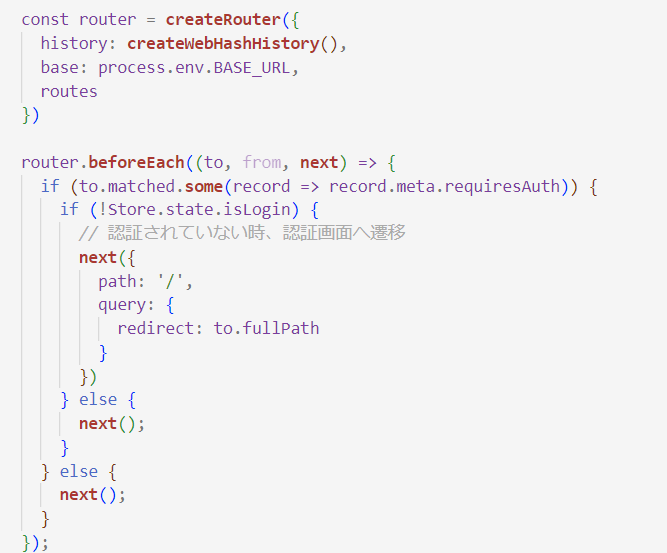 const router = createRouter({
  history: createWebHashHistory(),
  base: process.env.BASE_URL,
  routes
})

router.beforeEach((to, from, next) => {
  if (to.matched.some(record => record.meta.requiresAuth)) {
    if (!Store.state.isLogin) {
      // 認証されていない時、認証画面へ遷移
      next({
        path: '/',
        query: {
          redirect: to.fullPath
        }
      })
    } else {
      next();
    }
  } else {
    next();
  }
});